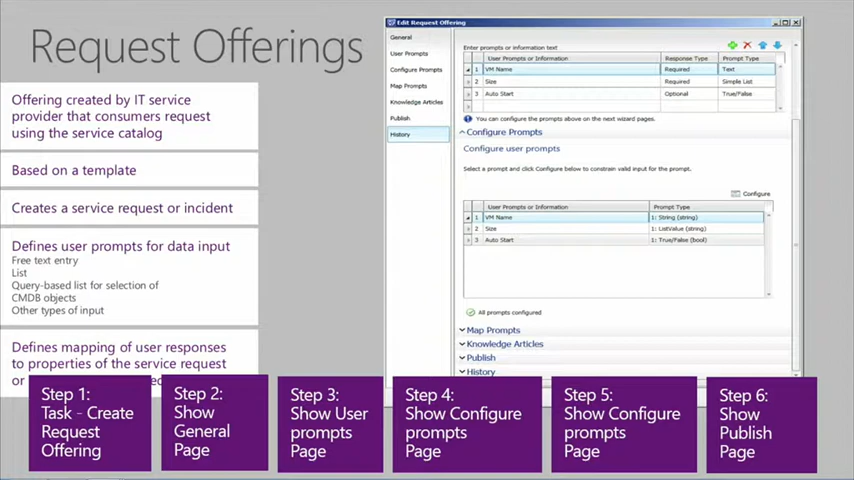 Request Offerings
Offering created by IT service
provider that consumers request
using the service catalog
Based on a template
Creates a service request or incident
Defines user prompts for data input
Free text entry
List
Query-based list for selection of
CMDB objects
Other types of input
Defines mapping of user responses
to properties of the service request
or
Edit Request Offering
General
User Prompts
Configure Prompts
Map Prompts
Knowledge Articles
Publish
History
Enter prompts or information text
User Prompts or Information Response Type Prompt Type
1 VM Name Required Text
2 Size Required Simple List
3 Auto Start Optional True/False
You can configure the prompts above on the next wizard pages.
Configure Prompts
Configure user prompts
Select a prompt and click Configure below to constrain valid input for the prompt.
Configure
User Prompts or Information Prompt Type
1 VM Name 1: String (string)
2 Size 1: ListValue (string)
3 Auto Start 1: True/False (bool)
All prompts configured
Map Prompts
Knowledge Articles
Publish
History
Step 1:
Task - Create
Request
Offering
Step 2:
Show
General
Page
Step 3:
Show User
prompts
Page
Step 4:
Show Configure
prompts
Page
Step 5:
Show Configure
prompts
Page
Step 6:
Show
Publish
Page